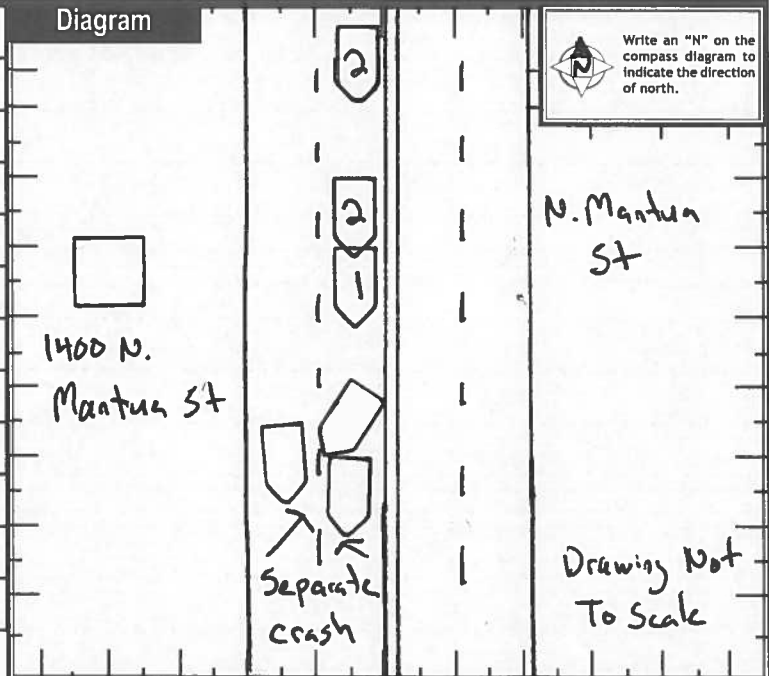 Diagram
Write an "N" on the
compass diagram to
indicate the direction
of north.
N
2
2
1
N. Mantua
St
1400 N.
Mantua St
Separate
crash
Drawing Not
To Scale